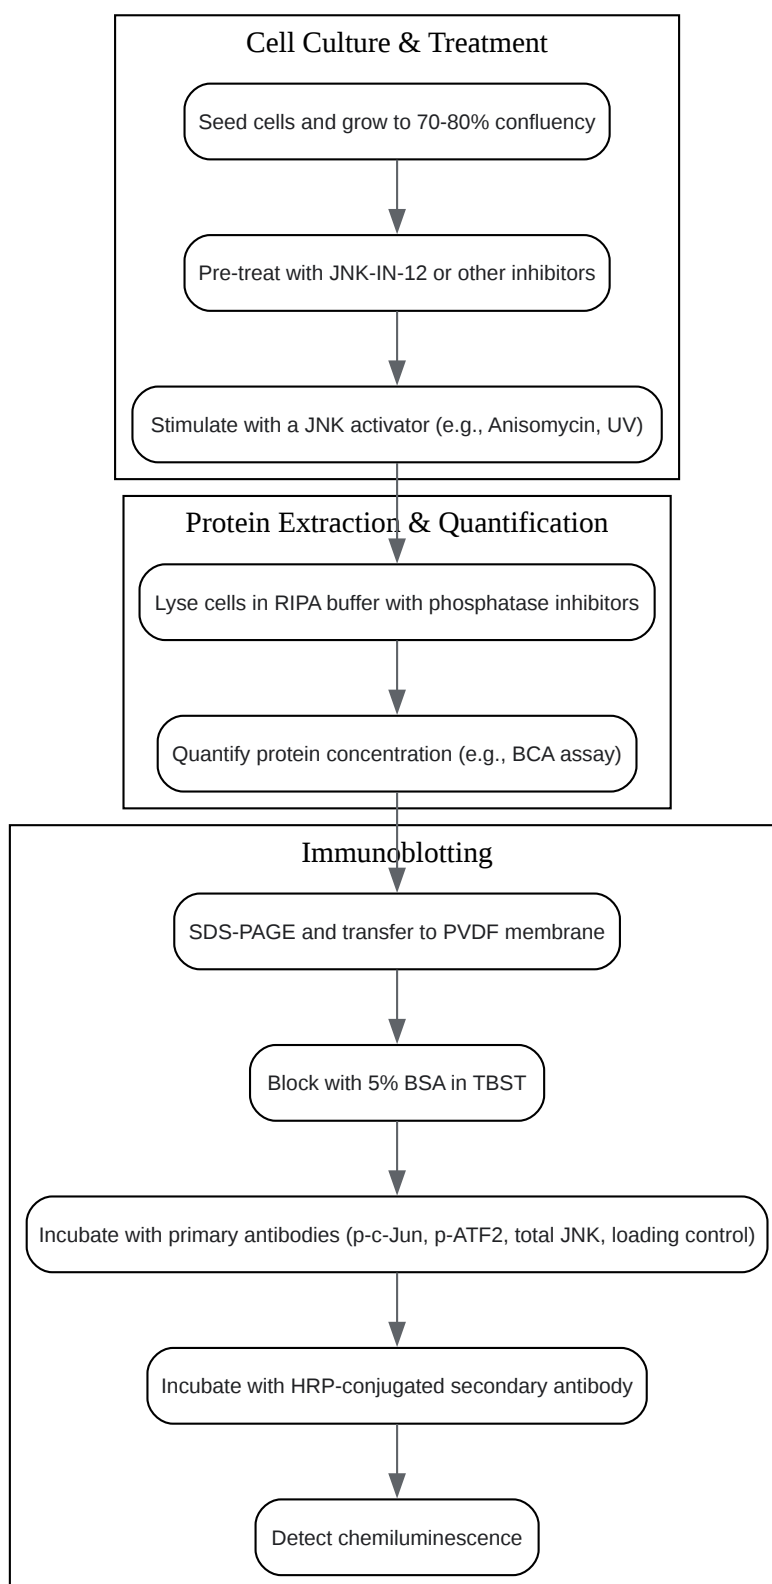 Cell Culture & Treatment
Seed cells and grow to 70-80% confluency
Pre-treat with JNK-IN-12 or other inhibitors
Stimulate with a JNK activator (e.g., Anisomycin, UV)
Protein Extraction & Quantification
Lyse cells in RIPA buffer with phosphatase inhibitors
Quantify protein concentration (e.g., BCA assay)
Immunoblotting
SDS-PAGE and transfer to PVDF membrane
Block with 5% BSA in TBST
Incubate with primary antibodies (p-c-Jun, p-ATF2, total JNK, loading control)
Incubate with HRP-conjugated secondary antibody
Detect chemiluminescence